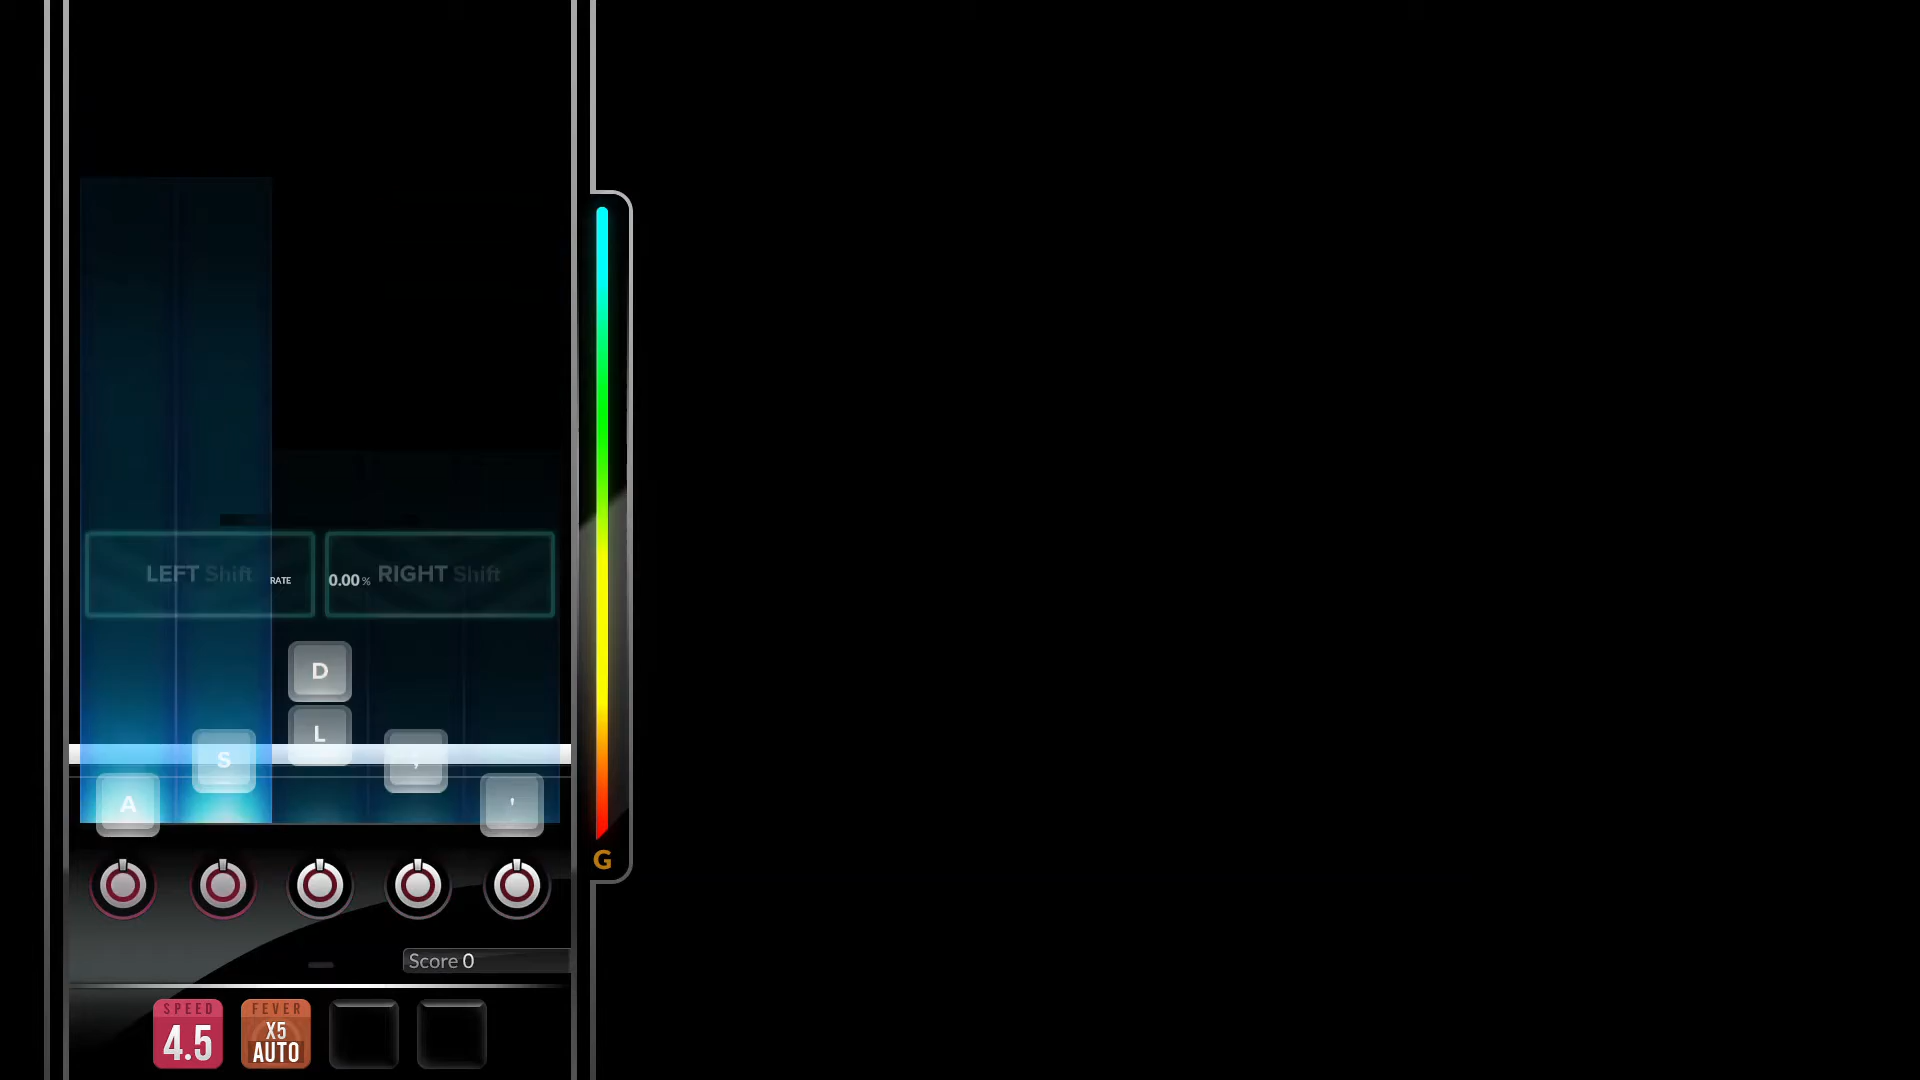 LEFT Shift
RATE 0.00 %
RIGHT Shift
D
L
S
;
A
'
G
Score 0
SPEED
4.5
FEVER
X5
AUTO